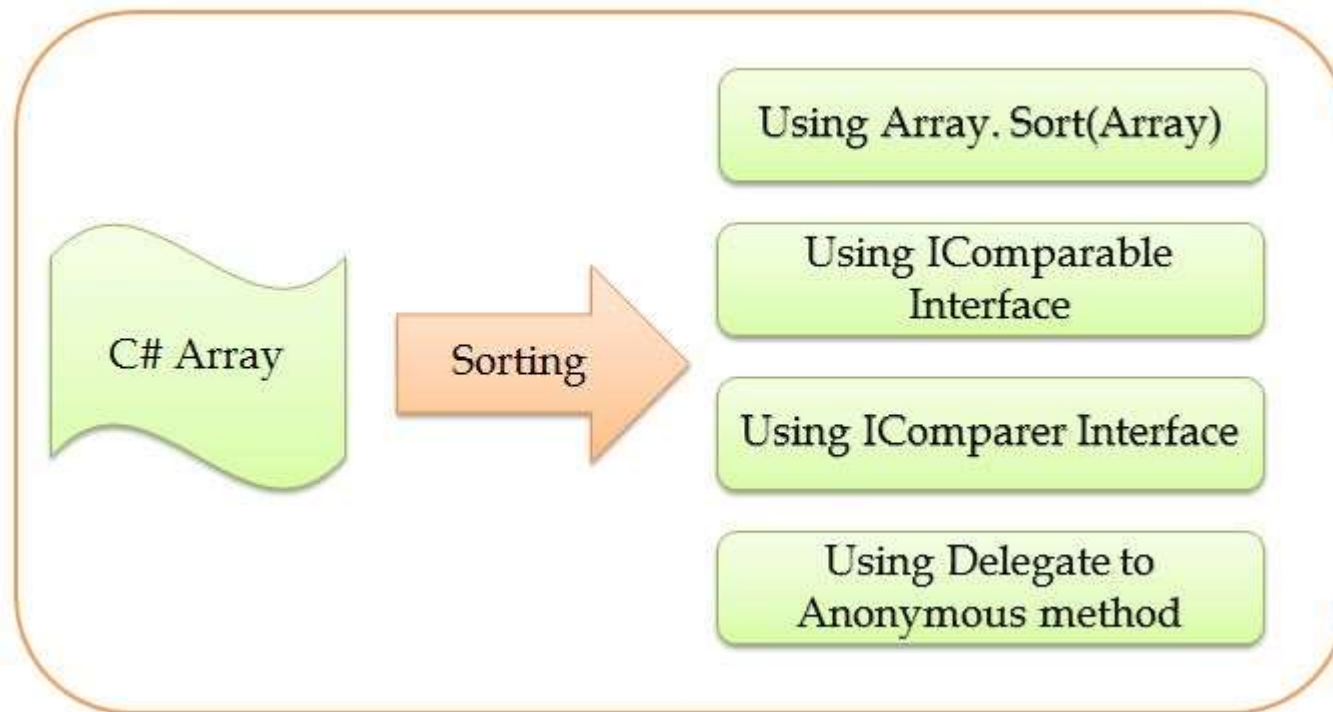 C# Array
Sorting
Using Array. Sort(Array)
Using IComparable
Interface
Using IComparer Interface
Using Delegate to
Anonymous method